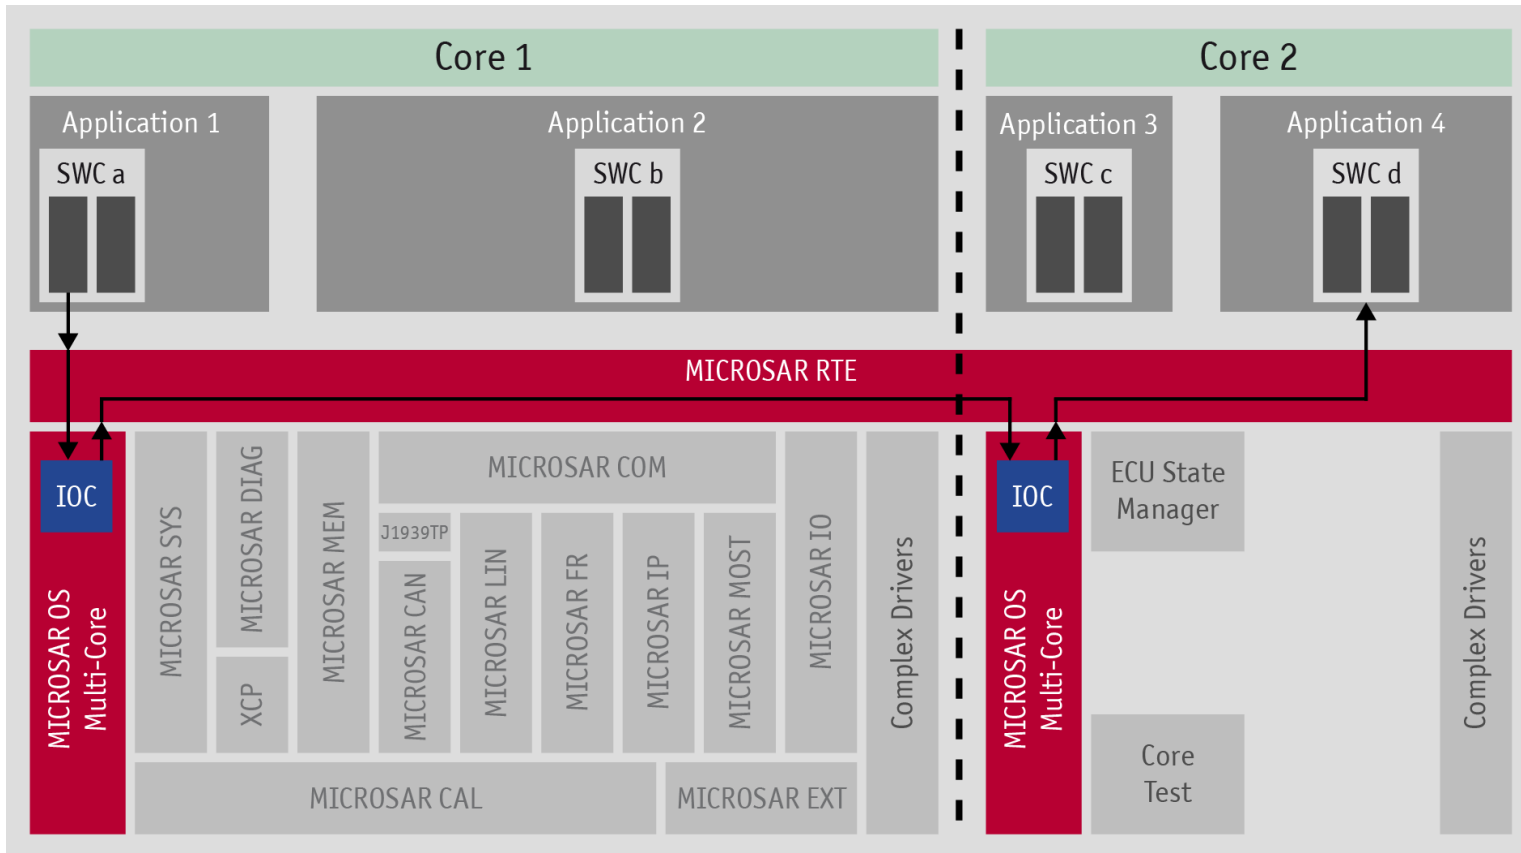 Core 1
Core 2
Application 1
Application 2
Application 3
Application 4
SWC a
SWC b
SWC c
SWC d
MICROSAR RTE
IOC
MICROSAR OS
Multi-Core
MICROSAR SYS
MICROSAR DIAG
XCP
MICROSAR MEM
MICROSAR COM
J1939TP
MICROSAR CAN
MICROSAR LIN
MICROSAR FR
MICROSAR IP
MICROSAR MOST
MICROSAR IO
Complex Drivers
MICROSAR CAL
MICROSAR EXT
IOC
MICROSAR OS
Multi-Core
ECU State
Manager
Core
Test
Complex Drivers